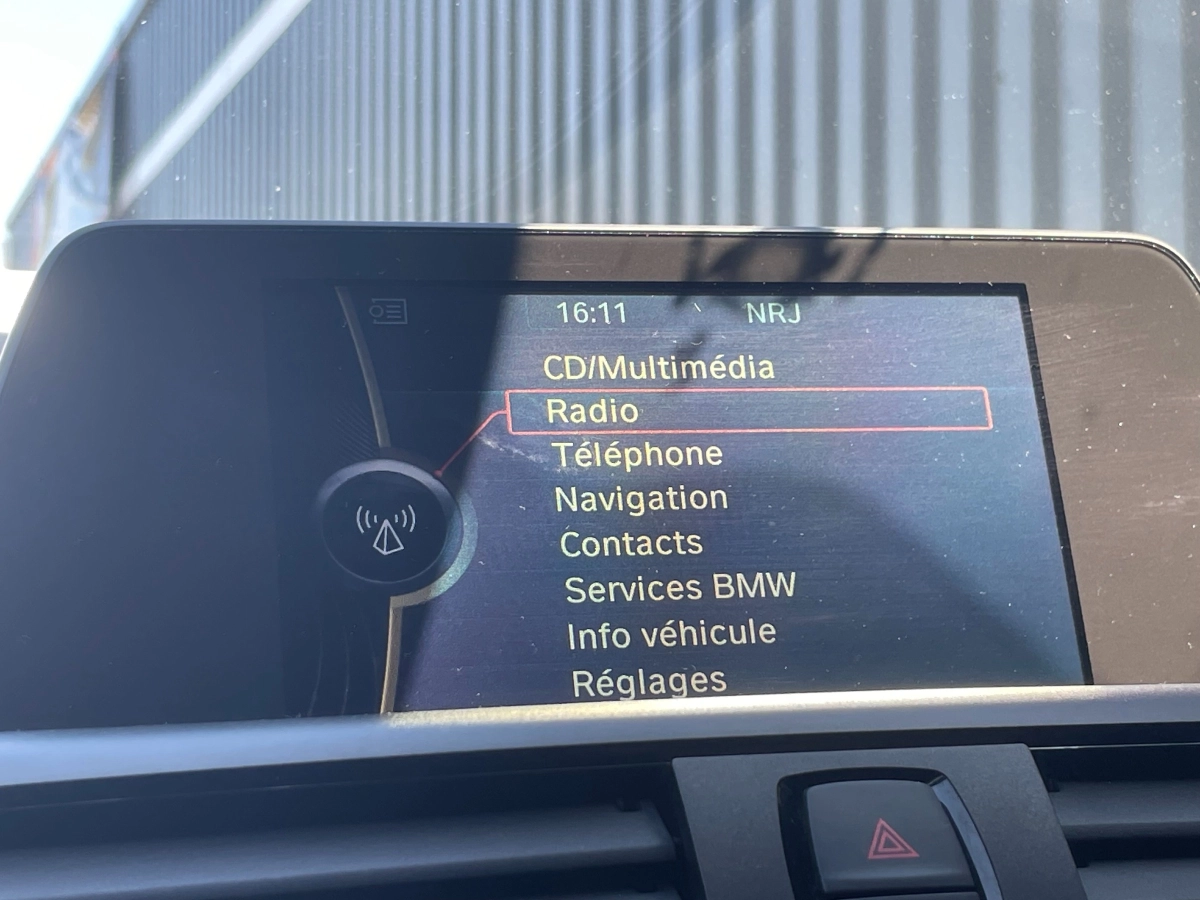 16:11 NRJ
CD/Multimédia
Radio
Téléphone
Navigation
Contacts
Services BMW
Info véhicule
Réglages